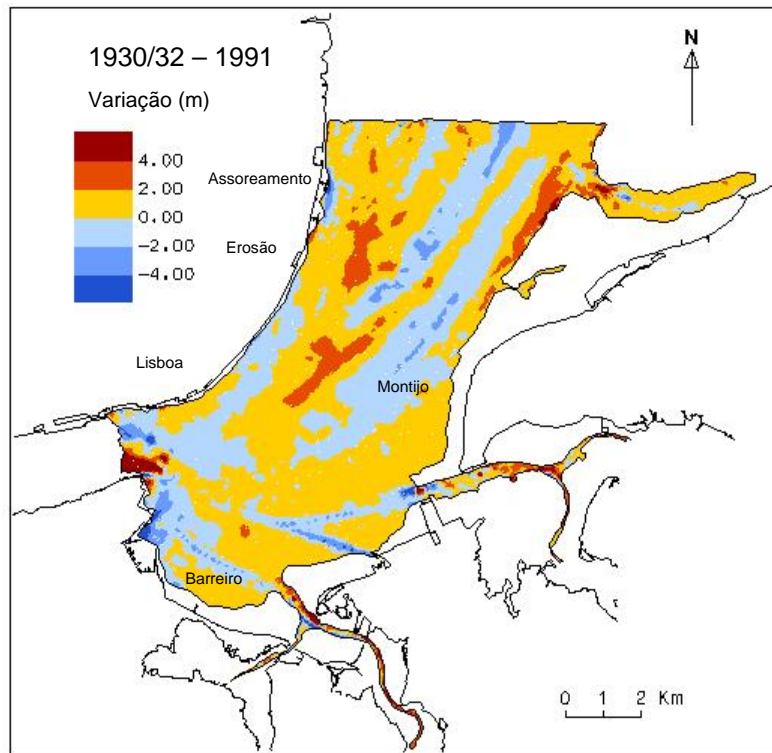 1930/32 – 1991
N
Variação (m)
4.00
Assoreamento
2.00
0.00
Erosão
−2.00
−4.00
Lisboa
Montijo
Barreiro
0 1 2 Km